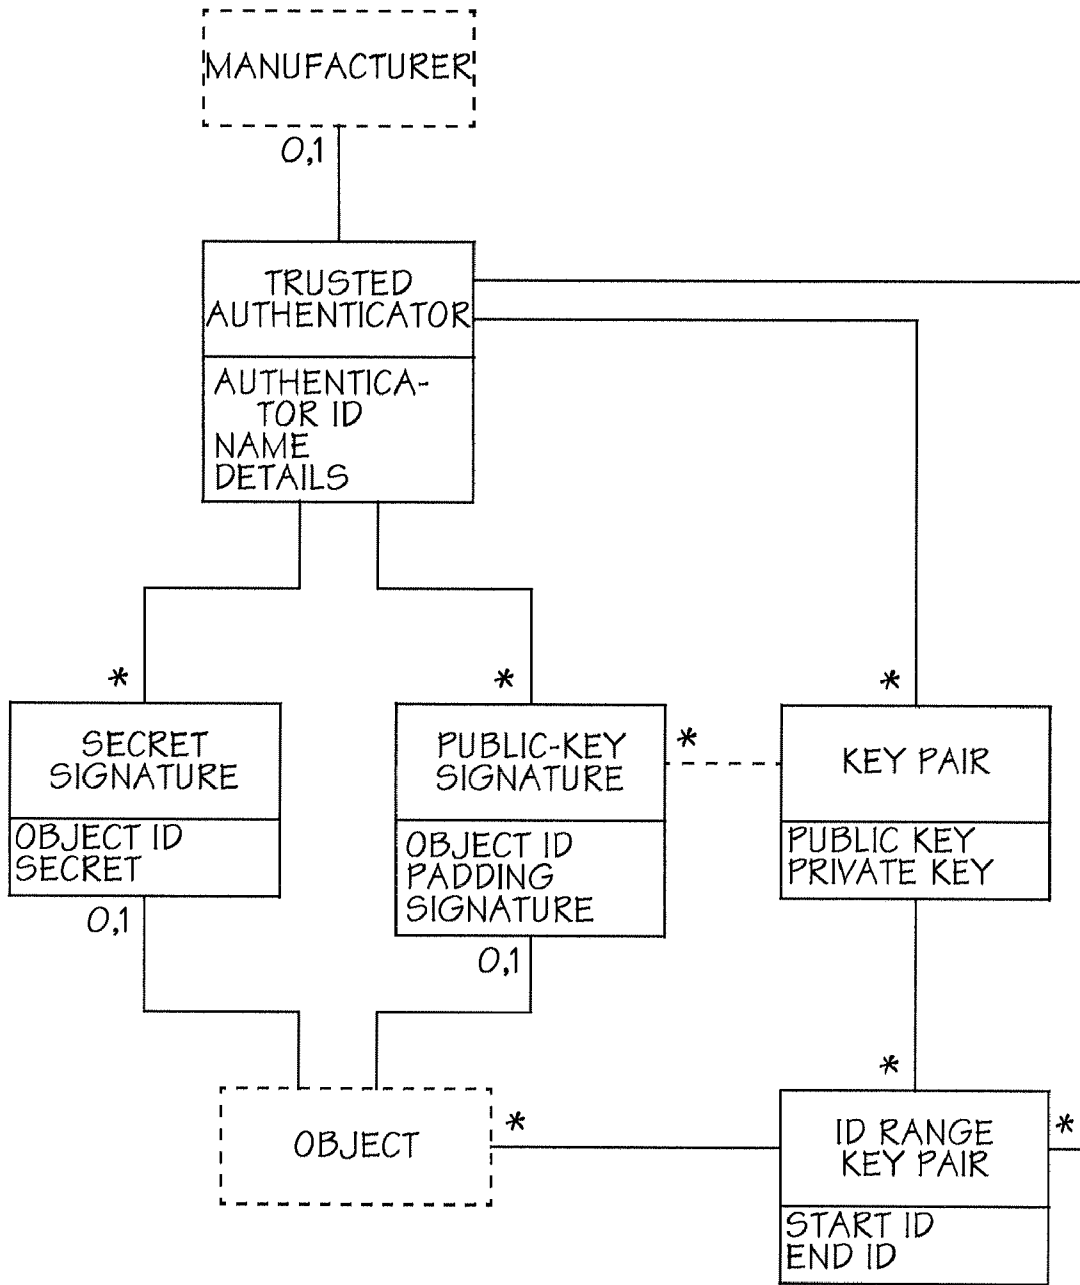 MANUFACTURER
0,1
TRUSTED
AUTHENTICATOR
AUTHENTICA-
TOR ID
NAME
DETAILS
*
*
*
SECRET
SIGNATURE
OBJECT ID
SECRET
0,1
PUBLIC-KEY
SIGNATURE
OBJECT ID
PADDING
SIGNATURE
0,1
*
KEY PAIR
PUBLIC KEY
PRIVATE KEY
*
OBJECT
*
ID RANGE
KEY PAIR
*
START ID
END ID